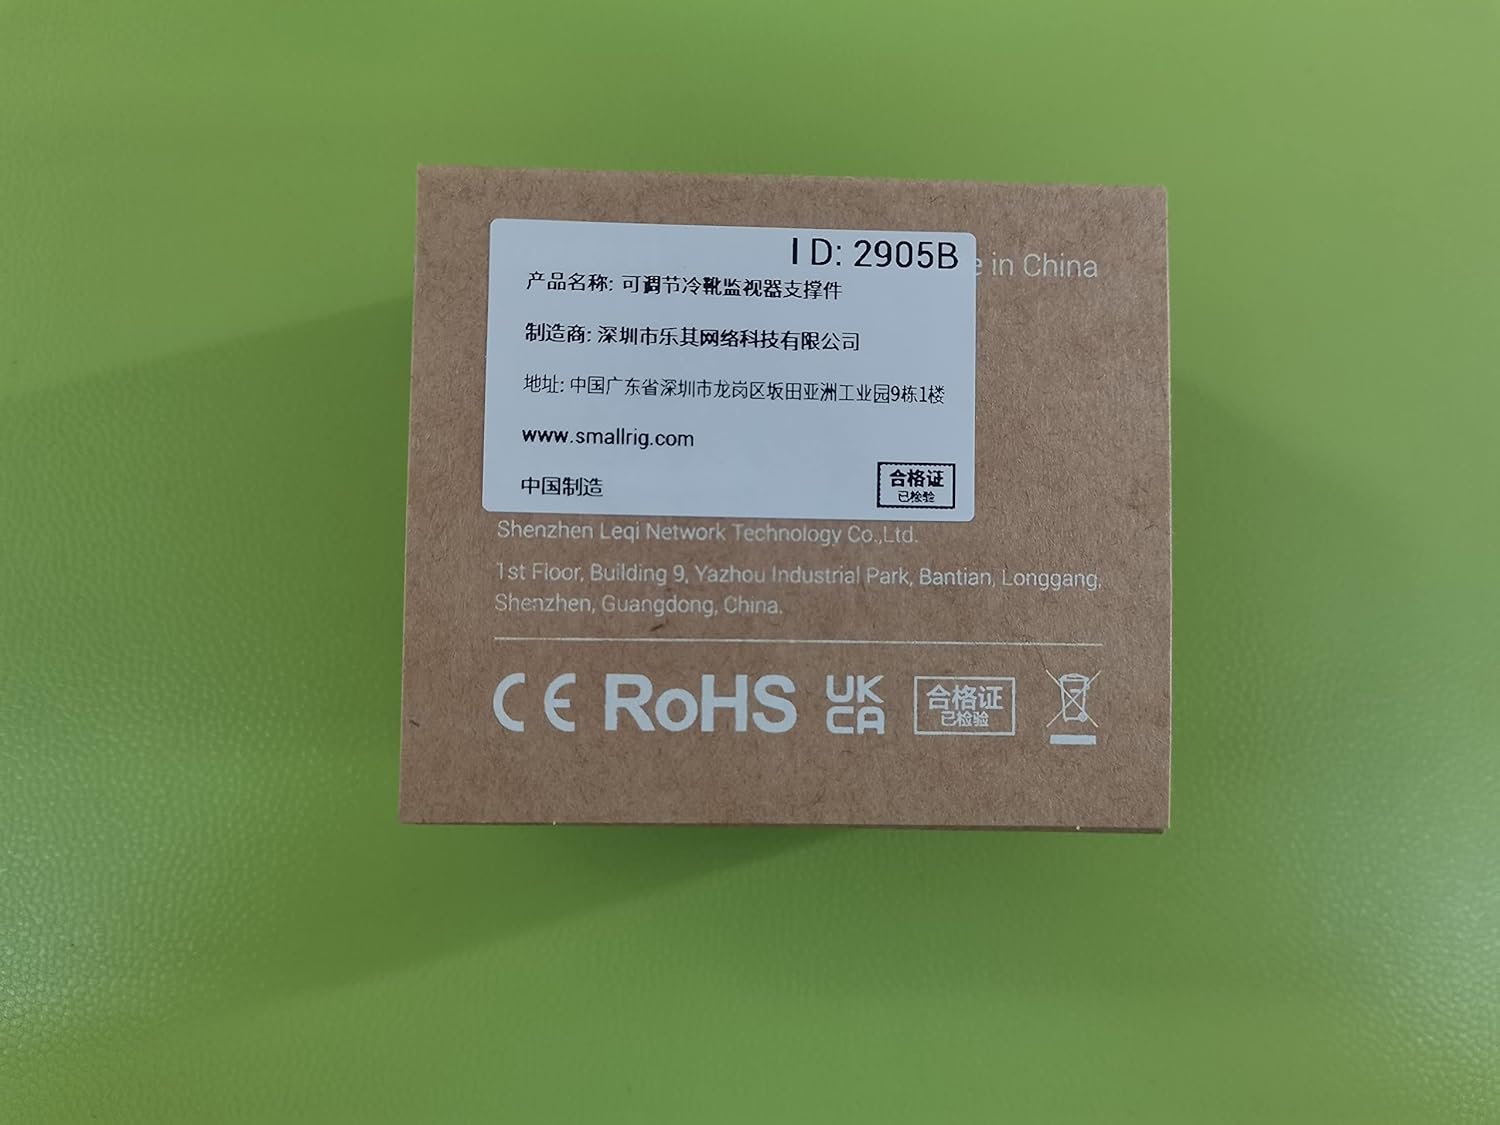 ID: 2905B
e in China
产品名称: 可调节冷靴监视器支撑件
制造商: 深圳市乐其网络科技有限公司
地址: 中国广东省深圳市龙岗区坂田亚洲工业园9栋1楼
www.smallrig.com
中国制造
合格证
已检验
Shenzhen Leqi Network Technology Co.,Ltd.
1st Floor, Building 9, Yazhou Industrial Park, Bantian, Longgang,
Shenzhen, Guangdong, China.
CE RoHS UK CA
合格证
已检验